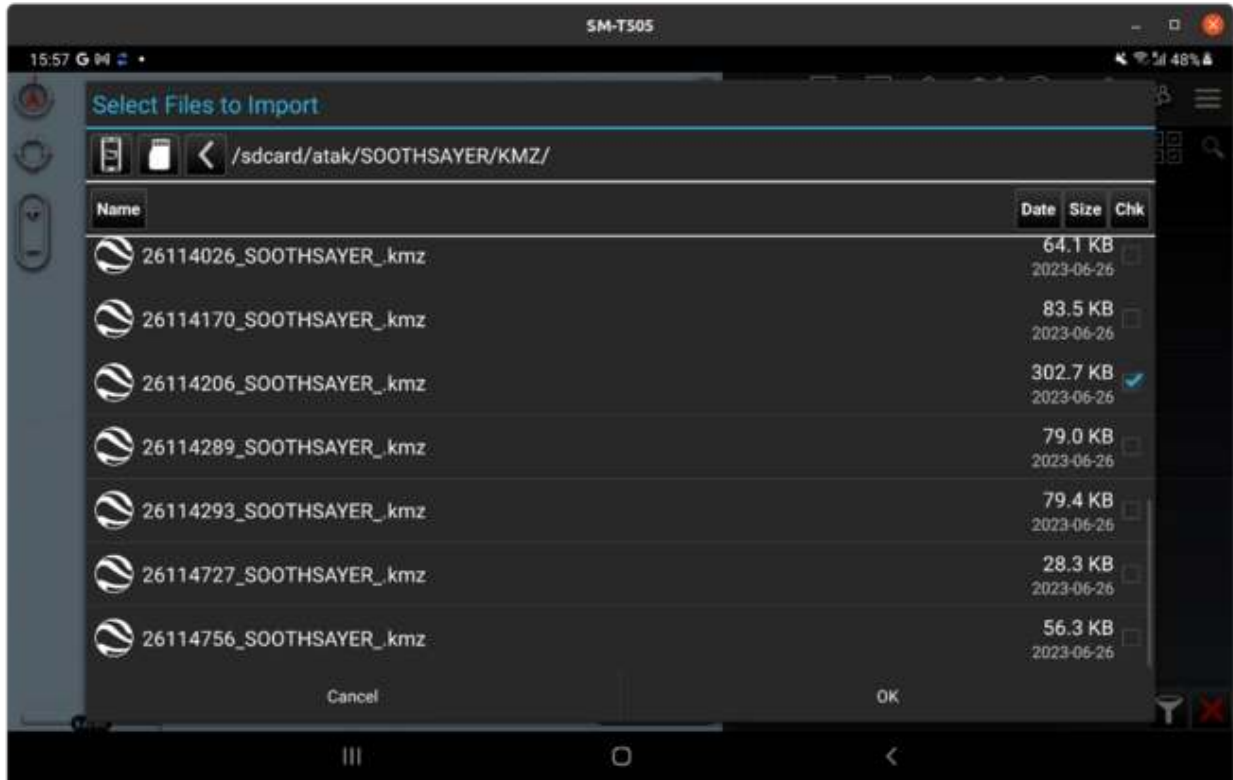 SM-T505
15:57 G
48%
Select Files to Import
/sdcard/atak/SOOTHSAYER/KMZ/
Name Date Size Chk
26114026_SOOTHSAYER_.kmz 64.1 KB
2023-06-26
26114170_SOOTHSAYER_.kmz 83.5 KB
2023-06-26
26114206_SOOTHSAYER_.kmz 302.7 KB
2023-06-26
26114289_SOOTHSAYER_.kmz 79.0 KB
2023-06-26
26114293_SOOTHSAYER_.kmz 79.4 KB
2023-06-26
26114727_SOOTHSAYER_.kmz 28.3 KB
2023-06-26
26114756_SOOTHSAYER_.kmz 56.3 KB
2023-06-26
Cancel OK